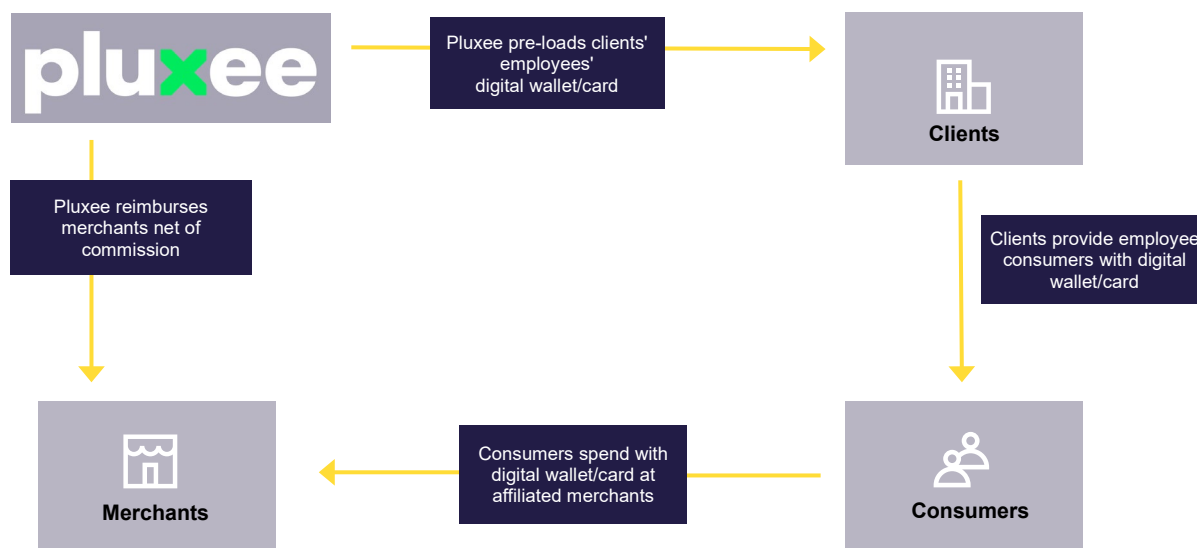 pluxee
Pluxee pre-loads clients'
employees'
digital wallet/card
Clients
Pluxee reimburses
merchants net of
commission
Clients provide employee
consumers with digital
wallet/card
Merchants
Consumers spend with
digital wallet/card at
affiliated merchants
Consumers